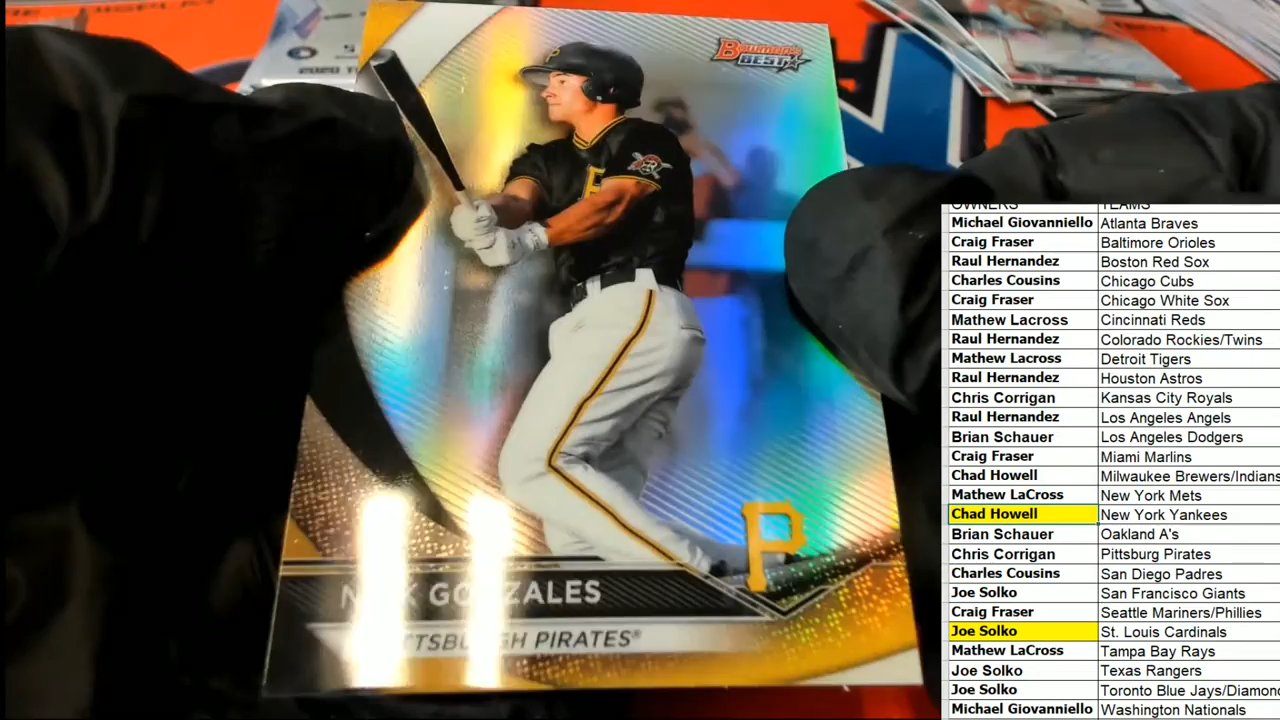 BOWMAN'S
BEST
P
NICK GONZALES
PITTSBURGH PIRATES®
OWNERS TEAMS
Michael Giovanniello Atlanta Braves
Craig Fraser Baltimore Orioles
Raul Hernandez Boston Red Sox
Charles Cousins Chicago Cubs
Craig Fraser Chicago White Sox
Mathew Lacross Cincinnati Reds
Raul Hernandez Colorado Rockies/Twins
Mathew Lacross Detroit Tigers
Raul Hernandez Houston Astros
Chris Corrigan Kansas City Royals
Raul Hernandez Los Angeles Angels
Brian Schauer Los Angeles Dodgers
Craig Fraser Miami Marlins
Chad Howell Milwaukee Brewers/Indians
Mathew LaCross New York Mets
Chad Howell New York Yankees
Brian Schauer Oakland A's
Chris Corrigan Pittsburg Pirates
Charles Cousins San Diego Padres
Joe Solko San Francisco Giants
Craig Fraser Seattle Mariners/Phillies
Joe Solko St. Louis Cardinals
Mathew LaCross Tampa Bay Rays
Joe Solko Texas Rangers
Joe Solko Toronto Blue Jays/Diamon
Michael Giovanniello Washington Nationals